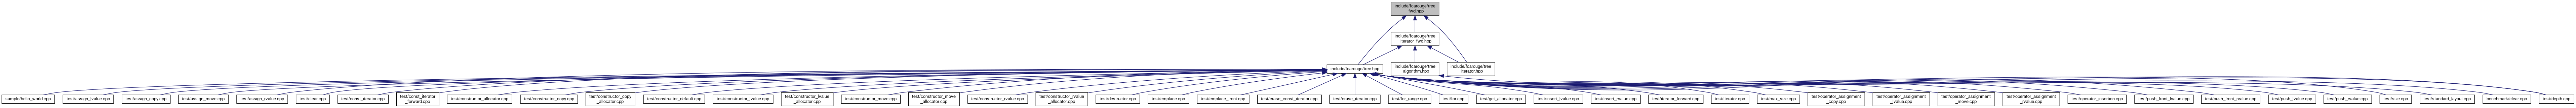 include/fcarouge/tree
_fwd.hpp
include/fcarouge/tree
_iterator_fwd.hpp
include/fcarouge/tree.hpp
include/fcarouge/tree
_algorithm.hpp
include/fcarouge/tree
_iterator.hpp
sample/hello_world.cpp
test/assign_lvalue.cpp
test/assign_copy.cpp
test/assign_move.cpp
test/assign_rvalue.cpp
test/clear.cpp
test/const_iterator.cpp
test/const_iterator
_forward.cpp
test/constructor_allocator.cpp
test/constructor_copy.cpp
test/constructor_copy
_allocator.cpp
test/constructor_default.cpp
test/constructor_lvalue.cpp
test/constructor_lvalue
_allocator.cpp
test/constructor_move.cpp
test/constructor_move
_allocator.cpp
test/constructor_rvalue.cpp
test/constructor_rvalue
_allocator.cpp
test/destructor.cpp
test/emplace.cpp
test/emplace_front.cpp
test/erase_const_iterator.cpp
test/erase_iterator.cpp
test/for_range.cpp
test/for.cpp
test/get_allocator.cpp
test/insert_lvalue.cpp
test/insert_rvalue.cpp
test/iterator_forward.cpp
test/iterator.cpp
test/max_size.cpp
test/operator_assignment
_copy.cpp
test/operator_assignment
_lvalue.cpp
test/operator_assignment
_move.cpp
test/operator_assignment
_rvalue.cpp
test/operator_insertion.cpp
test/push_front_lvalue.cpp
test/push_front_rvalue.cpp
test/push_lvalue.cpp
test/push_rvalue.cpp
test/size.cpp
test/standard_layout.cpp
benchmark/clear.cpp
test/depth.cpp